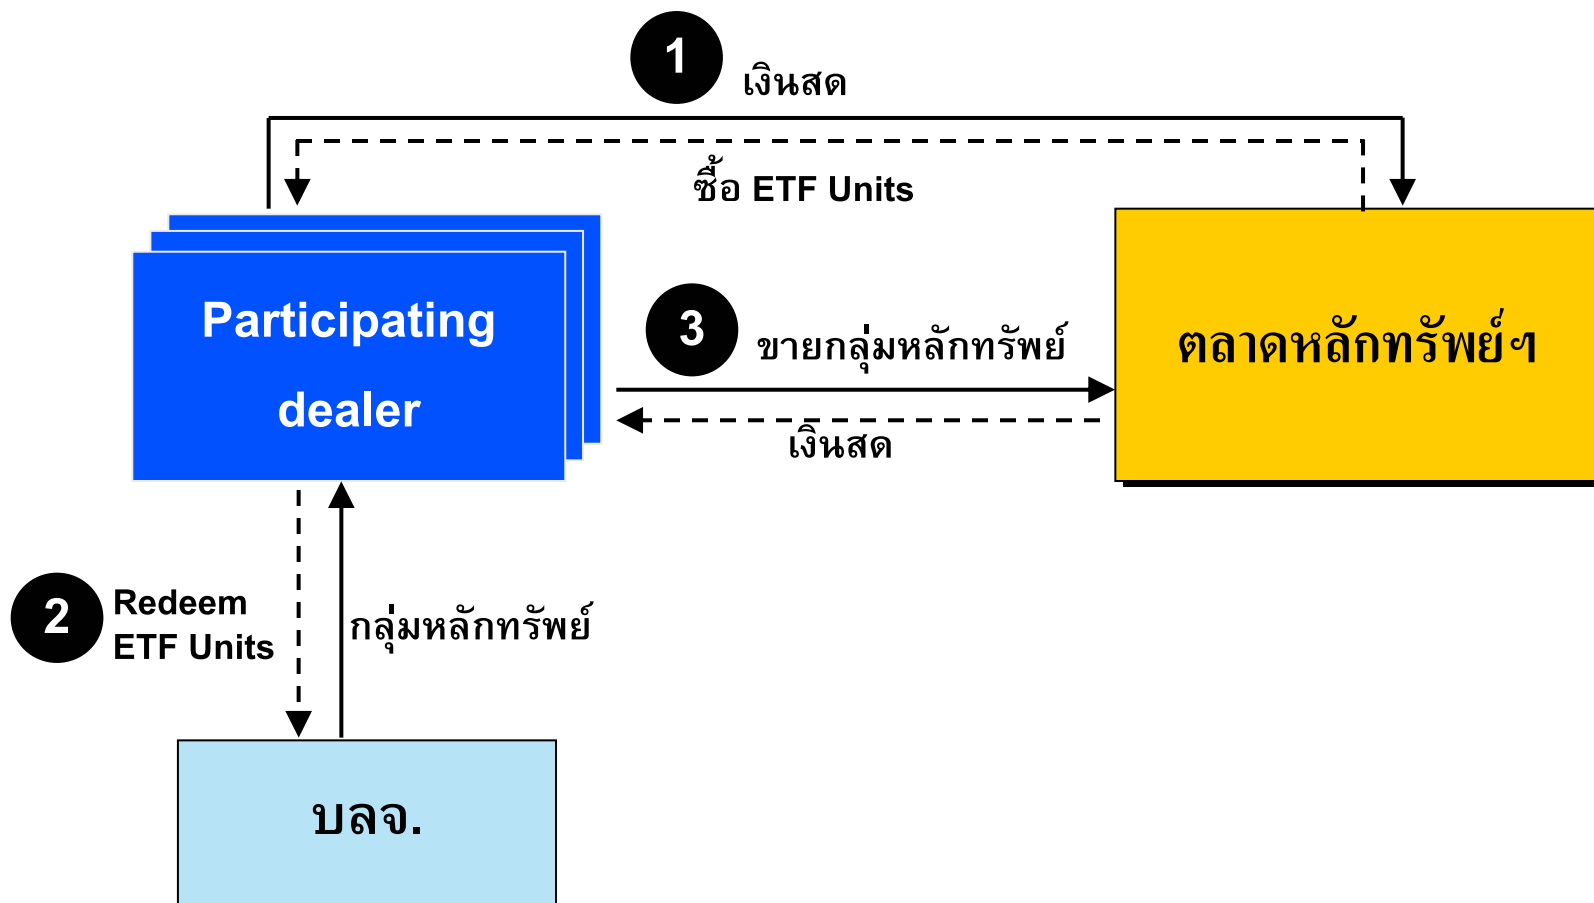 1
เงินสด
ซื้อ ETF Units
Participating
dealer
3
ขายกลุ่มหลักทรัพย์
เงินสด
ตลาดหลักทรัพย์ฯ
2
Redeem
ETF Units
กลุ่มหลักทรัพย์
บลจ.